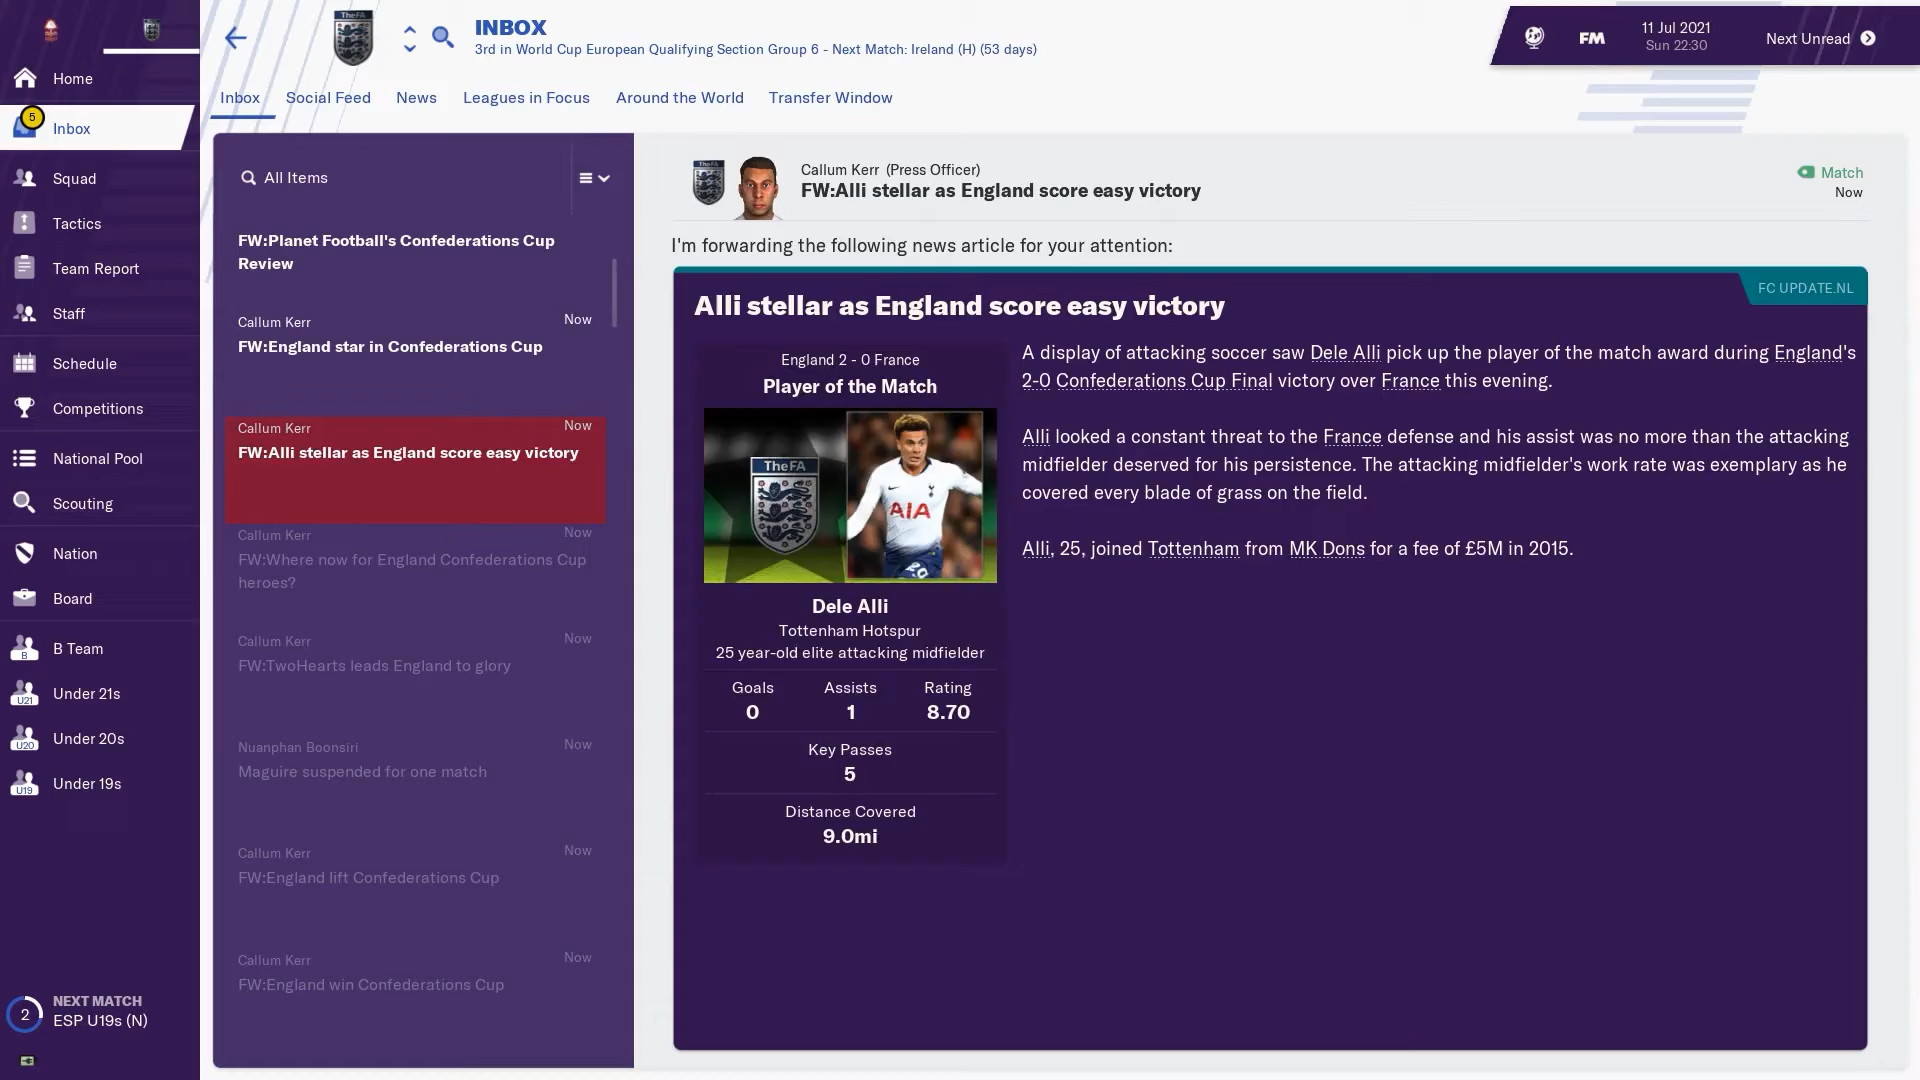 Home
5
Inbox
Squad
Tactics
Team Report
Staff
Schedule
Competitions
National Pool
Scouting
Nation
Board
B
B Team
U21
Under 21s
U20
Under 20s
U19
Under 19s
2
NEXT MATCH
ESP U19s (N)
TheFA
INBOX
3rd in World Cup European Qualifying Section Group 6 - Next Match: Ireland (H) (53 days)
FM
11 Jul 2021
Sun 22:30
Next Unread
Inbox
Social Feed
News
Leagues in Focus
Around the World
Transfer Window
All Items
FW:Planet Football's Confederations Cup
Review
Callum Kerr
Now
FW:England star in Confederations Cup
Callum Kerr
Now
FW:Alli stellar as England score easy victory
Callum Kerr
Now
FW:Where now for England Confederations Cup
heroes?
Callum Kerr
Now
FW:TwoHearts leads England to glory
Nuanphan Boonsiri
Now
Maguire suspended for one match
Callum Kerr
Now
FW:England lift Confederations Cup
Callum Kerr
Now
FW:England win Confederations Cup
TheFA
Callum Kerr (Press Officer)
FW:Alli stellar as England score easy victory
Match
Now
I'm forwarding the following news article for your attention:
FC UPDATE.NL
Alli stellar as England score easy victory
England 2 - 0 France
Player of the Match
TheFA
AIA
20
Dele Alli
Tottenham Hotspur
25 year-old elite attacking midfielder
Goals
Assists
Rating
0
1
8.70
Key Passes
5
Distance Covered
9.0mi
A display of attacking soccer saw Dele Alli pick up the player of the match award during England's
2-0 Confederations Cup Final victory over France this evening.
Alli looked a constant threat to the France defense and his assist was no more than the attacking
midfielder deserved for his persistence. The attacking midfielder's work rate was exemplary as he
covered every blade of grass on the field.
Alli, 25, joined Tottenham from MK Dons for a fee of £5M in 2015.